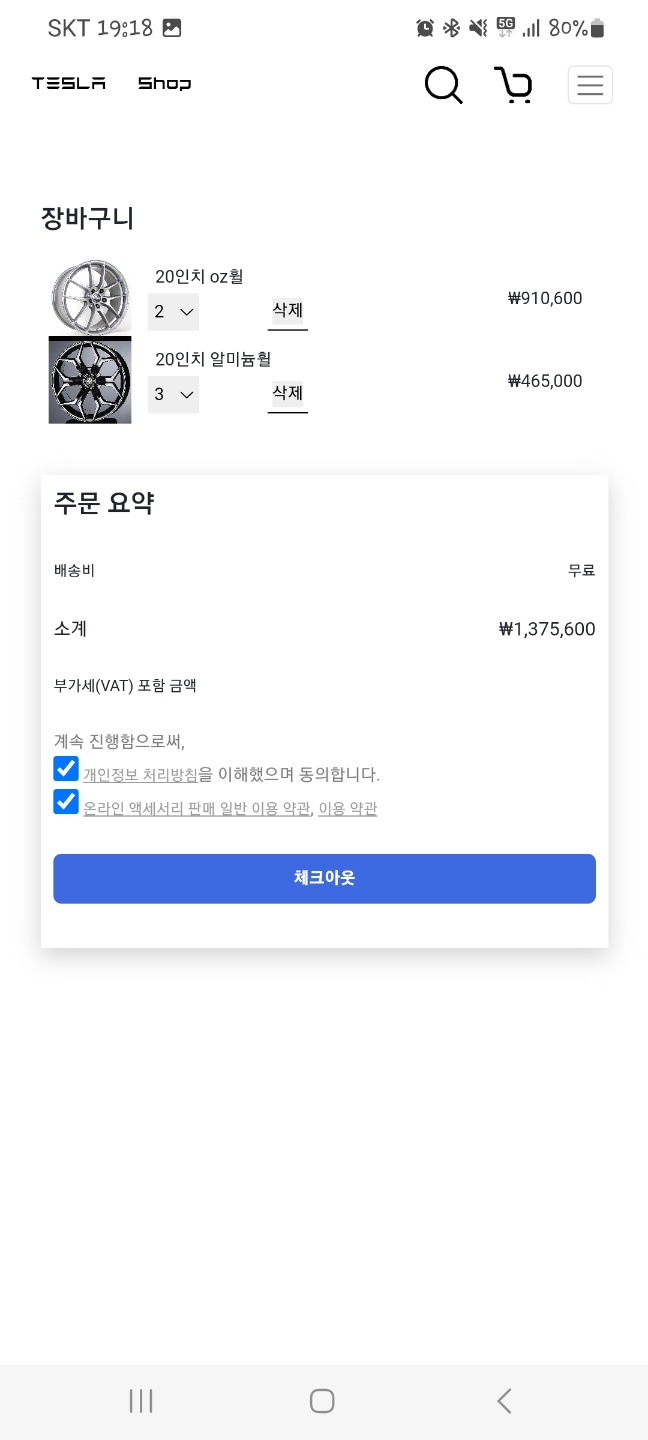 SKT 19:18 5G 80%
TESLA Shop
장바구니
20인치 oz휠
2 삭제 ₩910,600
20인치 알미늄휠
3 삭제 ₩465,000
주문 요약
배송비 무료
소계 ₩1,375,600
부가세(VAT) 포함 금액
계속 진행함으로써,
개인정보 처리방침을 이해했으며 동의합니다.
온라인 액세서리 판매 일반 이용 약관, 이용 약관
체크아웃